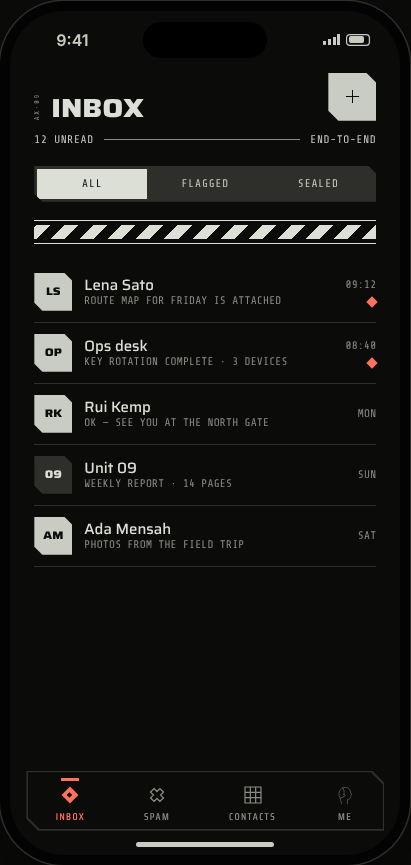 9:41
AX-09
INBOX
12 UNREAD
END-TO-END
ALL
FLAGGED
SEALED
LS
Lena Sato
09:12
ROUTE MAP FOR FRIDAY IS ATTACHED
OP
Ops desk
08:40
KEY ROTATION COMPLETE · 3 DEVICES
RK
Rui Kemp
MON
OK — SEE YOU AT THE NORTH GATE
09
Unit 09
SUN
WEEKLY REPORT · 14 PAGES
AM
Ada Mensah
SAT
PHOTOS FROM THE FIELD TRIP
INBOX
SPAM
CONTACTS
ME